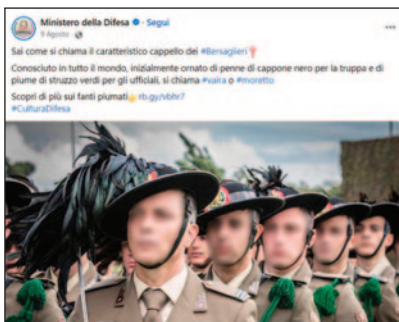 Ministero della Difesa · Segui
9 Agosto ·
Sai come si chiama il caratteristico cappello dei #Bersaglieri
Conosciuto in tutto il mondo, inizialmente ornato di penne di cappone nero per la truppa e di
piume di struzzo verdi per gli ufficiali, si chiama #vaira o #moretto
Scopri di più sui fanti piumati rb.gy/vbhr7
#CulturaDifesa